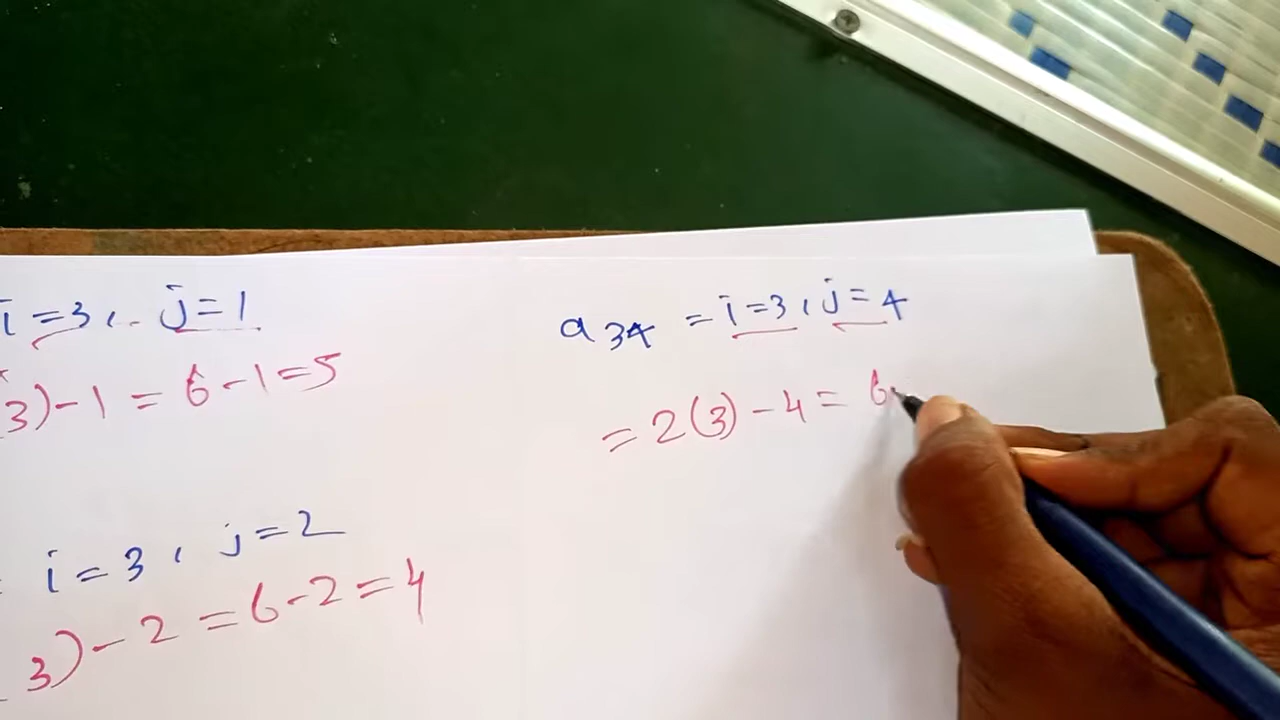 i = 3, j = 1
3) - 1 = 6 - 1 = 5
i = 3, j = 2
3) - 2 = 6 - 2 = 4
a34 = i = 3, j = 4
= 2(3) - 4 = 6